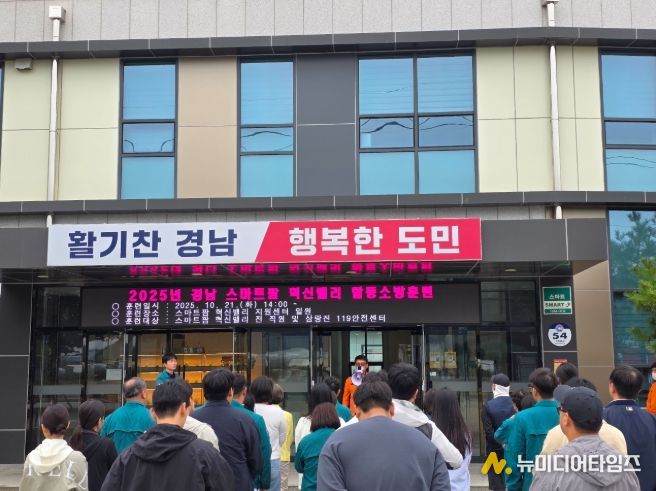 활기찬 경남 행복한 도민
2025년 경남 스마트팜 혁신밸리 합동소방훈련
○훈련일시 : 2025. 10. 21.(화) 14:00 ~
○훈련장소 : 스마트팜 혁신밸리 지원센터 일원
○훈련대상 : 스마트팜 혁신밸리 전 직원 및 삼랑진 119안전센터
스마트
SMART
54
뉴미디어타임즈